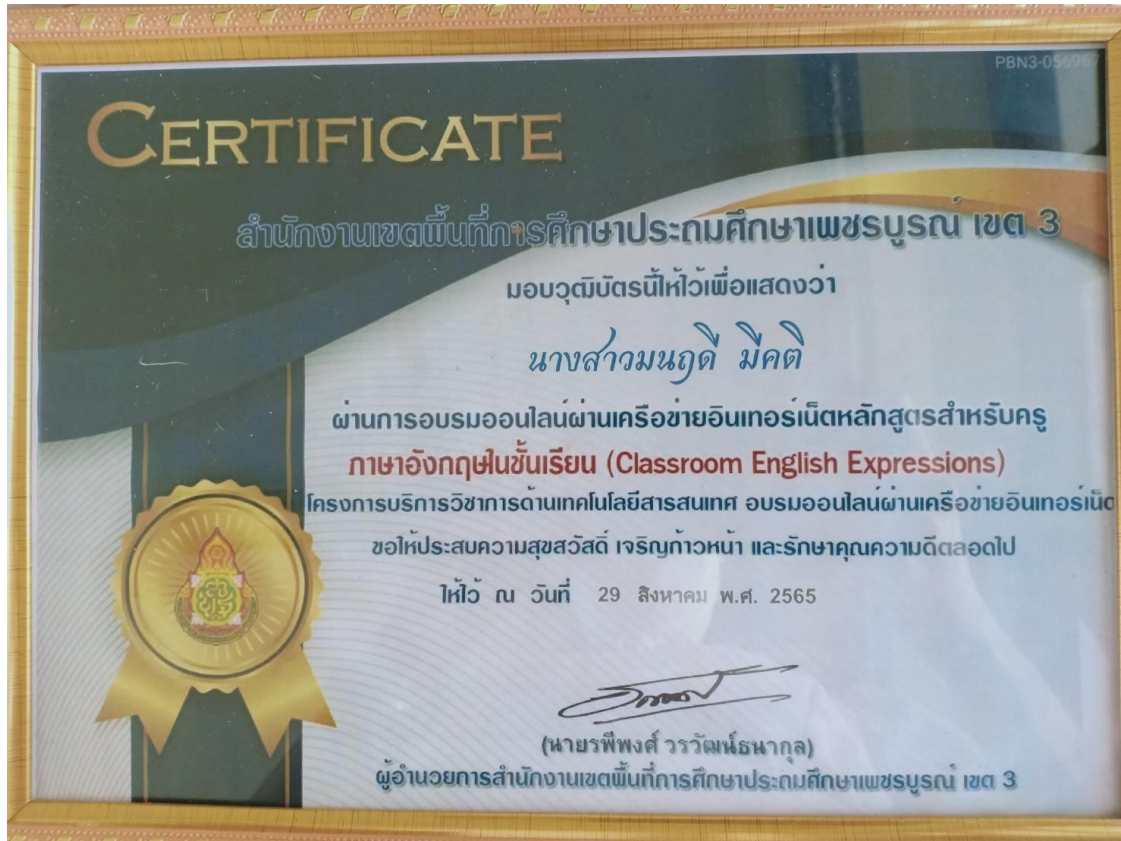 PBN3-056967
CERTIFICATE
สำนักงานเขตพื้นที่การศึกษาประถมศึกษาเพชรบูรณ์ เขต 3
มอบวุฒิบัตรนี้ให้ไว้เพื่อแสดงว่า
นางสาวมนฤดี มีคติ
ผ่านการอบรมออนไลน์ผ่านเครือข่ายอินเทอร์เน็ตหลักสูตรสำหรับครู
ภาษาอังกฤษในชั้นเรียน (Classroom English Expressions)
โครงการบริการวิชาการด้านเทคโนโลยีสารสนเทศ อบรมออนไลน์ผ่านเครือข่ายอินเทอร์เน็ต
ขอให้ประสบความสุขสวัสดิ์ เจริญก้าวหน้า และรักษาคุณความดีตลอดไป
ให้ไว้ ณ วันที่ 29 สิงหาคม พ.ศ. 2565
(นายรพีพงศ์ วรวัฒน์ธนากุล)
ผู้อำนวยการสำนักงานเขตพื้นที่การศึกษาประถมศึกษาเพชรบูรณ์ เขต 3